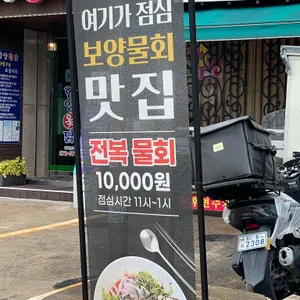 여기가 점심
보양물회
맛집
전복 물회
10,000원
점심시간 11시~1시
2308